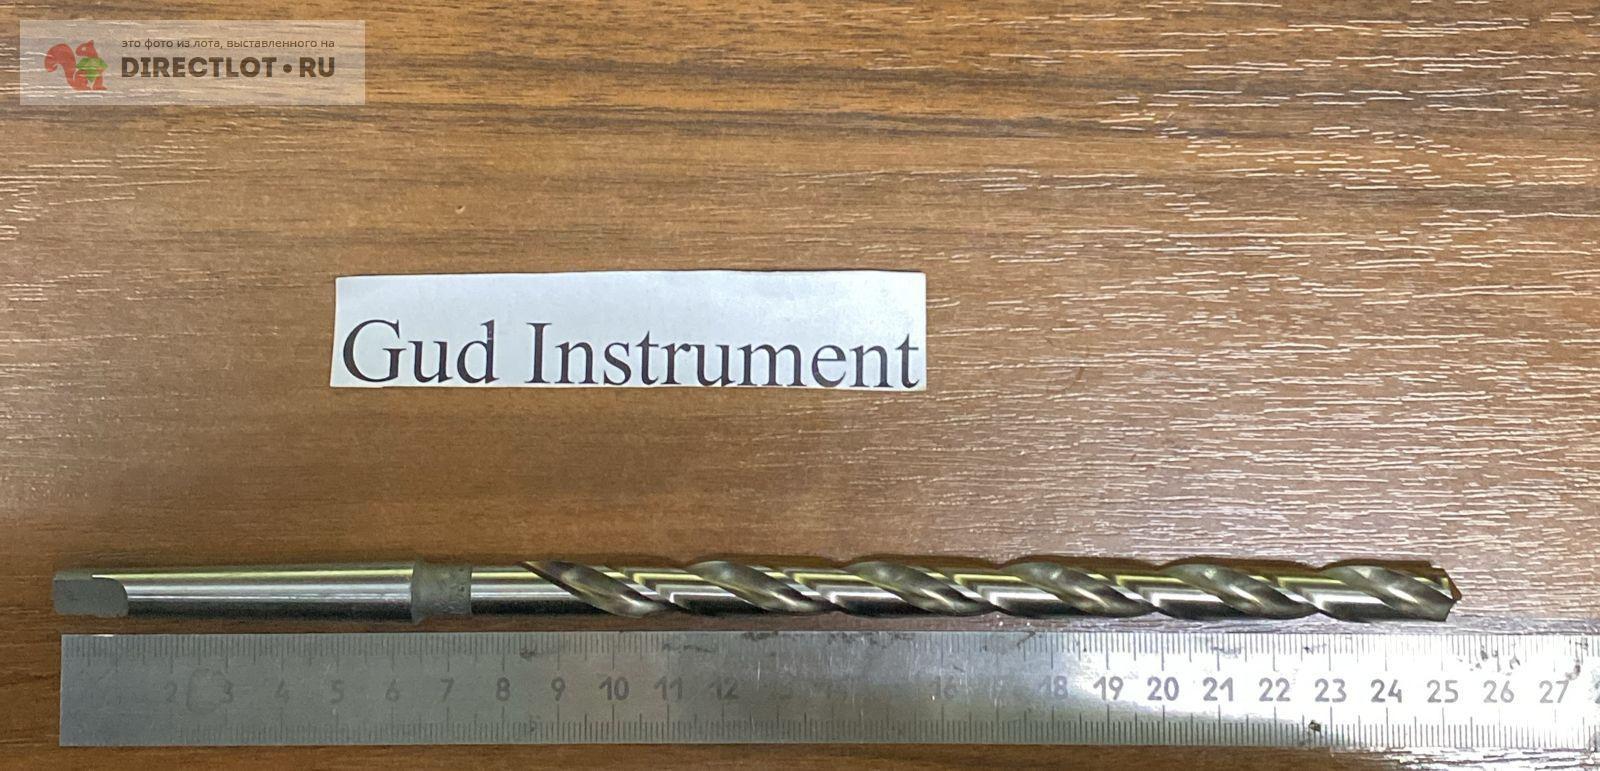 это фото из лота, выставленного на
DIRECTLOT•RU
Gud Instrument
2 3 4 5 6 7 8 9 10 11 12 16 18 19 20 21 22 23 24 25 26 27